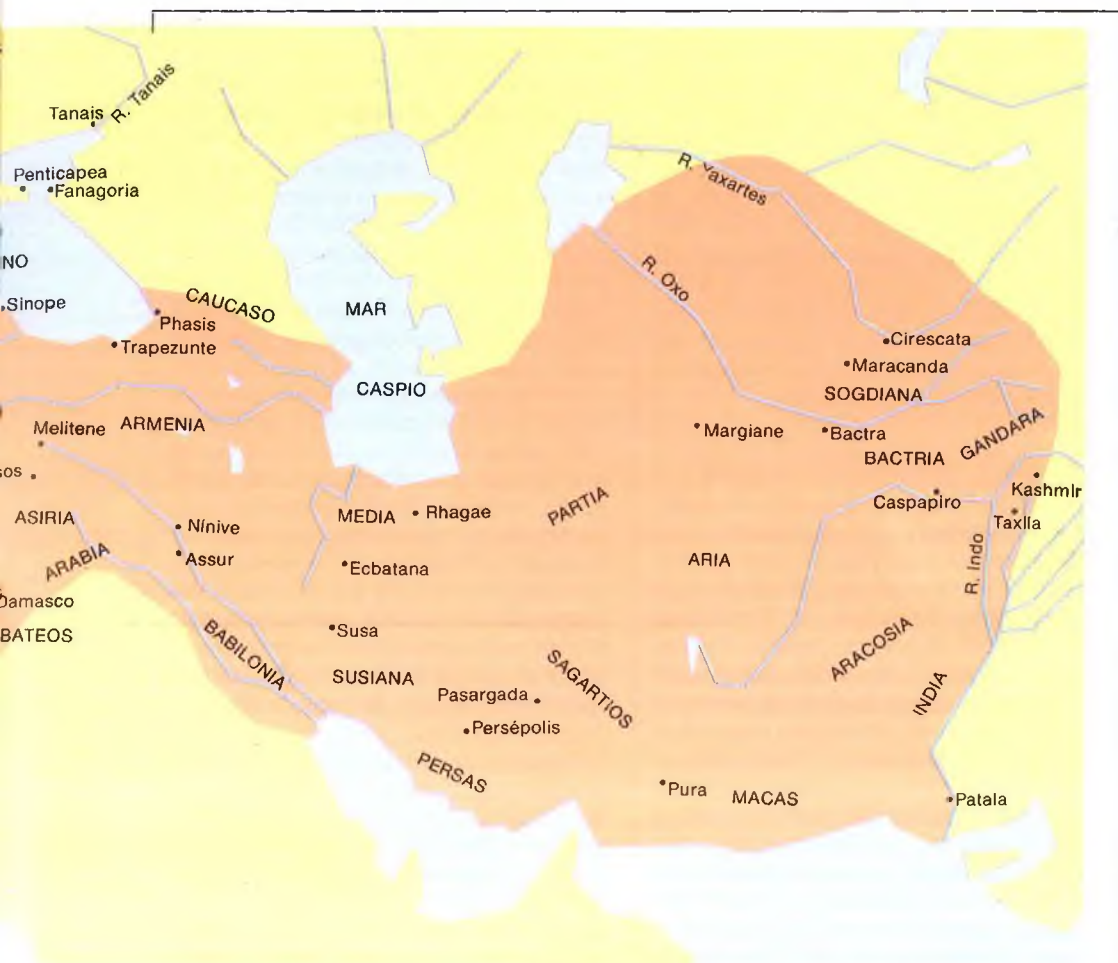 Tanais
R. Tanais
Penticapea
Fanagoria
NO
Sinope
CAUCASO
Phasis
Trapezunte
MAR
CASPIO
R. Yaxartes
R. Oxo
Cirescata
Maracanda
SOGDIANA
Margiane
Bactra
BACTRIA
GANDARA
Kashmir
Caspapiro
Taxila
Melitene
ARMENIA
sos
ASIRIA
Nínive
ARABIA
Assur
Damasco
BATEOS
BABILONIA
MEDIA
Rhagae
Ecbatana
PARTIA
ARIA
R. Indo
Susa
SUSIANA
Pasargada
Persépolis
SAGARTIOS
ARACOSIA
INDIA
PERSAS
Pura
MACAS
Patala